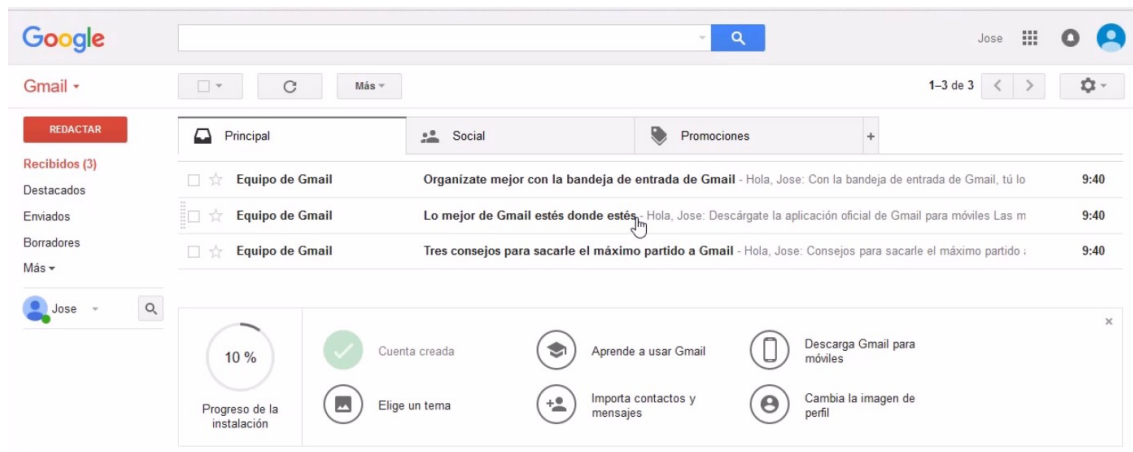 Google
Jose
Gmail
Más
1–3 de 3
REDACTAR
Principal
Social
Promociones
+
Recibidos (3)
Destacados
Enviados
Borradores
Más
Jose
Equipo de Gmail Organízate mejor con la bandeja de entrada de Gmail - Hola, Jose: Con la bandeja de entrada de Gmail, tú lo 9:40
Equipo de Gmail Lo mejor de Gmail estés donde estés - Hola, Jose: Descárgate la aplicación oficial de Gmail para móviles Las m 9:40
Equipo de Gmail Tres consejos para sacarle el máximo partido a Gmail - Hola, Jose: Consejos para sacarle el máximo partido 9:40
10 %
Progreso de la
instalación
Cuenta creada
Aprende a usar Gmail
Descarga Gmail para
móviles
Elige un tema
Importa contactos y
mensajes
Cambia la imagen de
perfil